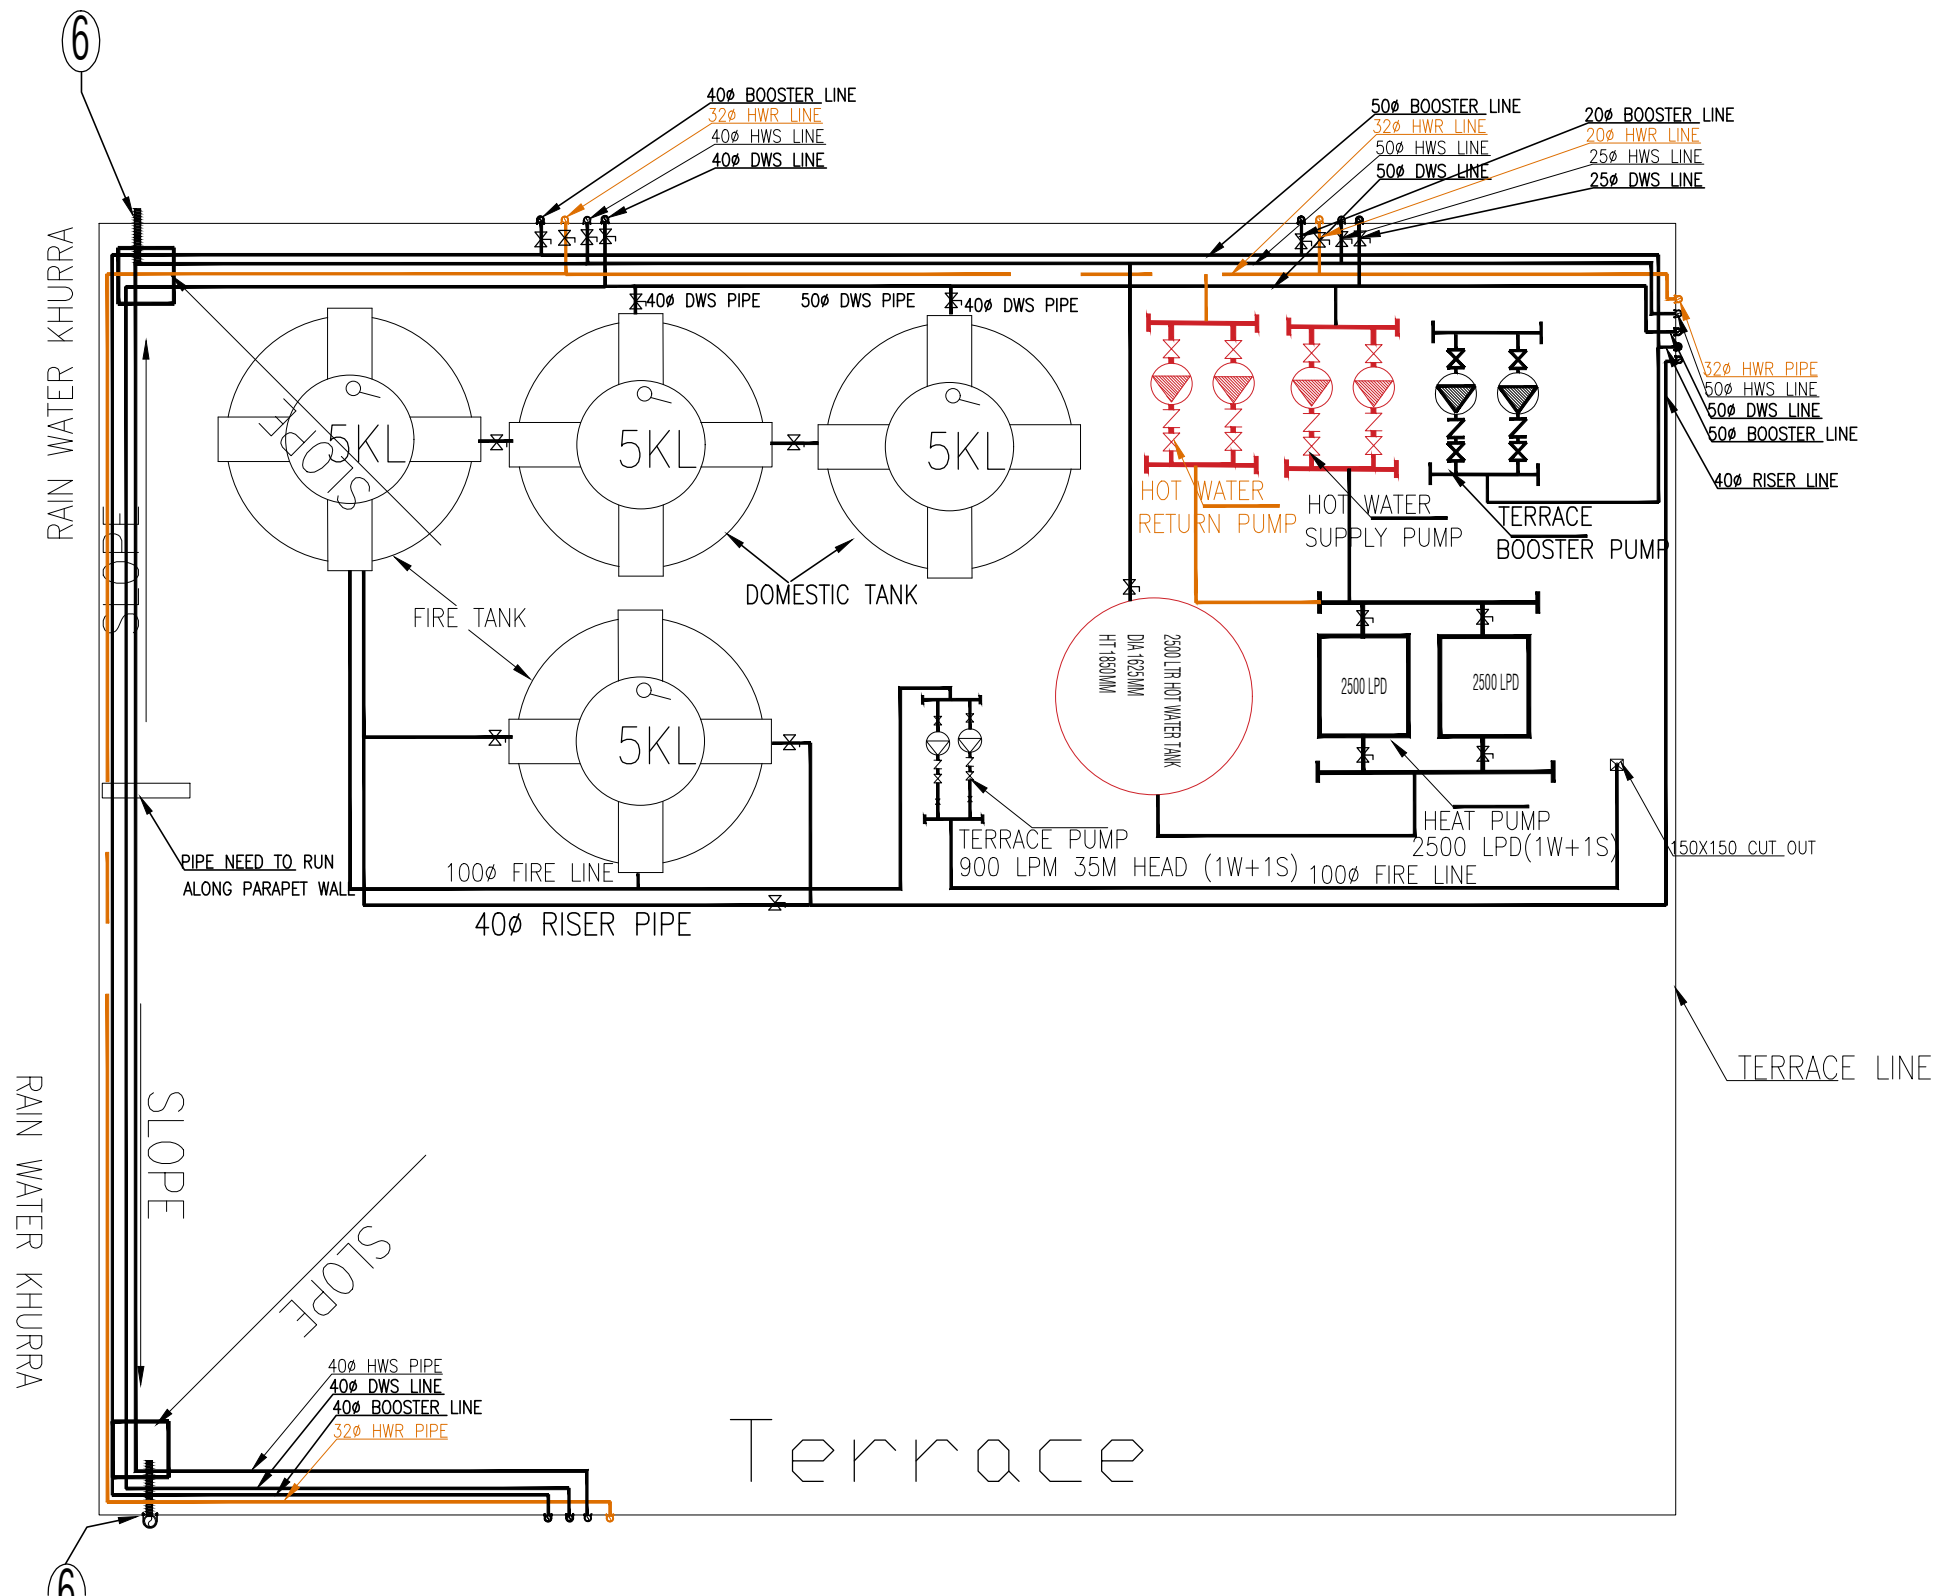 6
40ø BOOSTER LINE
32ø HWR LINE
40ø HWS LINE
40ø DWS LINE
50ø BOOSTER LINE
32ø HWR LINE
50ø HWS LINE
50ø DWS LINE
20ø BOOSTER LINE
20ø HWR LINE
25ø HWS LINE
25ø DWS LINE
RAIN WATER KHURRA
40ø DWS PIPE
50ø DWS PIPE
40ø DWS PIPE
32ø HWR PIPE
50ø HWS LINE
50ø DWS LINE
50ø BOOSTER LINE
40ø RISER LINE
SLOPE
5KL
5KL
5KL
HOT WATER
RETURN PUMP
HOT WATER
SUPPLY PUMP
TERRACE
BOOSTER PUMP
SLOPE
DOMESTIC TANK
FIRE TANK
2500 LTR HOT WATER TANK
DIA 1625MM
HT 1850MM
2500 LPD
2500 LPD
5KL
PIPE NEED TO RUN
ALONG PARAPET WALL
100ø FIRE LINE
TERRACE PUMP
900 LPM 35M HEAD (1W+1S)
HEAT PUMP
2500 LPD(1W+1S)
150X150 CUT OUT
100ø FIRE LINE
40ø RISER PIPE
TERRACE LINE
RAIN WATER KHURRA
SLOPE
SLOPE
40ø HWS PIPE
40ø DWS LINE
40ø BOOSTER LINE
32ø HWR PIPE
Terrace
6